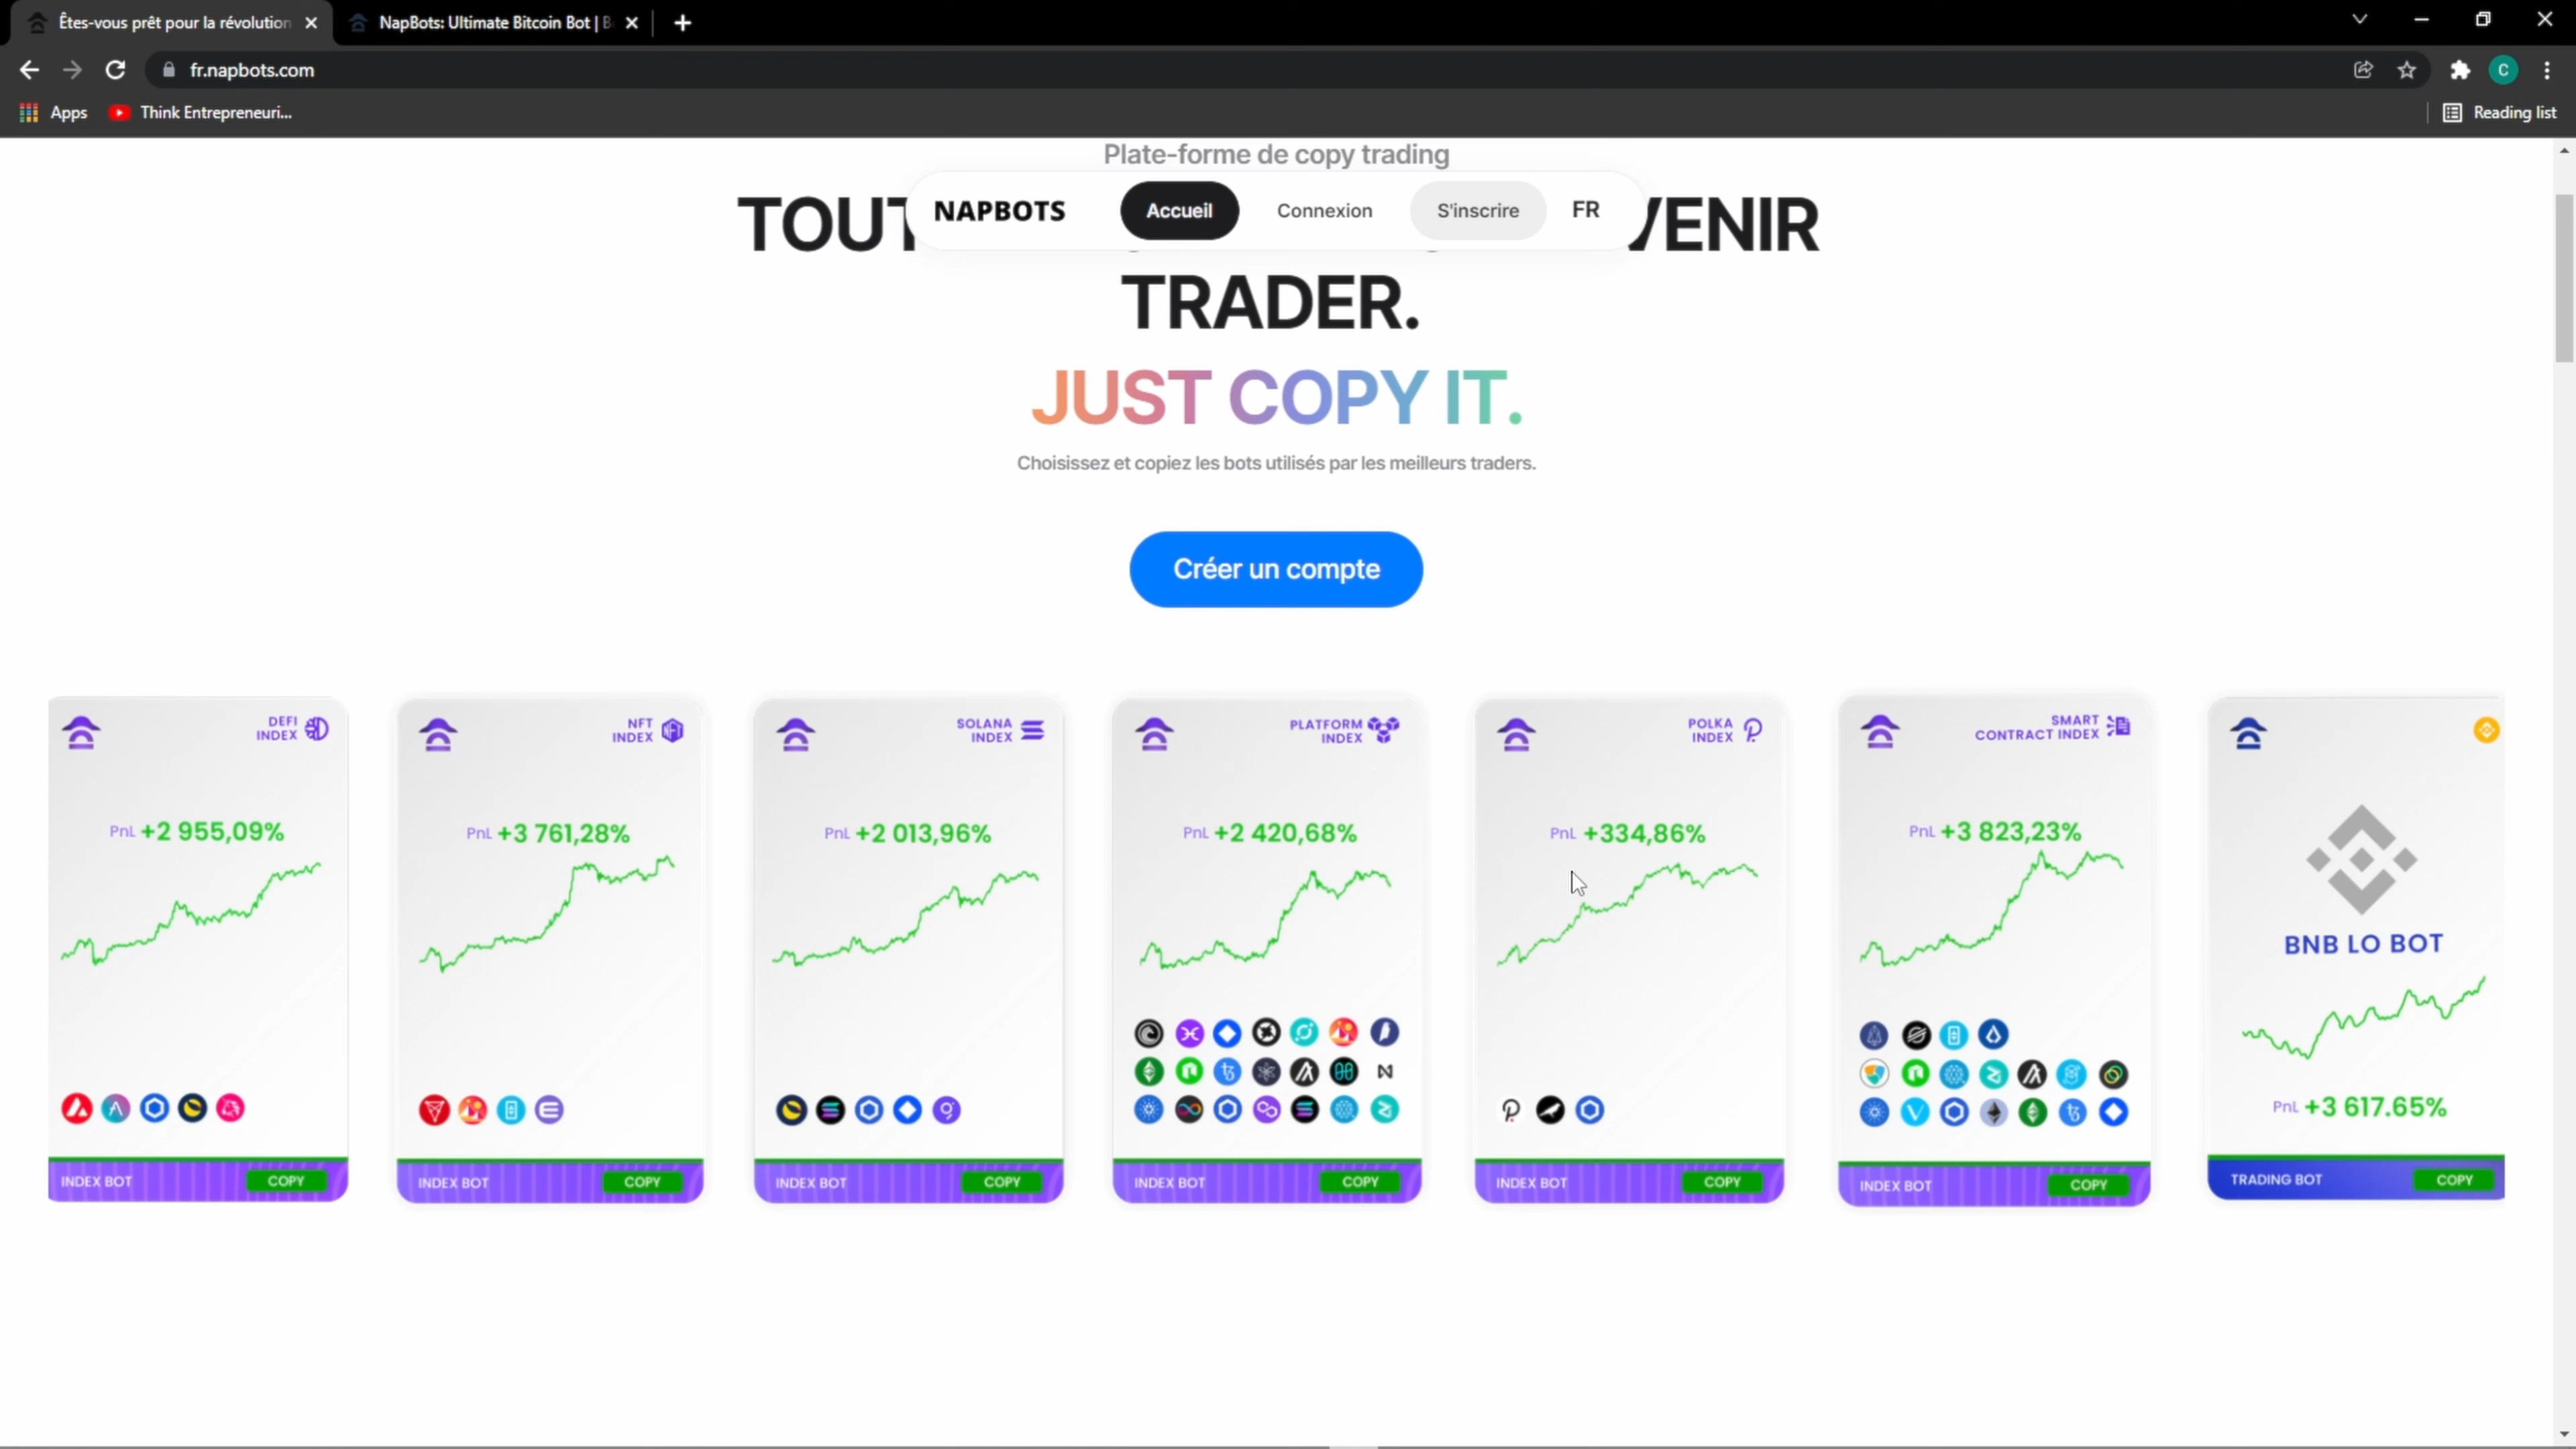 Êtes-vous prêt pour la révolution
NapBots: Ultimate Bitcoin Bot | B
fr.napbots.com
C
Apps
Think Entrepreneuri...
Reading list
Plate-forme de copy trading
NAPBOTS
Accueil
Connexion
S'inscrire
FR
TOUT VENIR
TRADER.
JUST COPY IT.
Choisissez et copiez les bots utilisés par les meilleurs traders.
Créer un compte
DEFI
INDEX
PnL +2 955,09%
INDEX BOT COPY
NFT
INDEX
NFT
PnL +3 761,28%
INDEX BOT COPY
SOLANA
INDEX
PnL +2 013,96%
INDEX BOT COPY
PLATFORM
INDEX
PnL +2 420,68%
INDEX BOT COPY
POLKA
INDEX
PnL +334,86%
INDEX BOT COPY
SMART
CONTRACT INDEX
PnL +3 823,23%
INDEX BOT COPY
BNB LO BOT
PnL +3 617.65%
TRADING BOT COPY